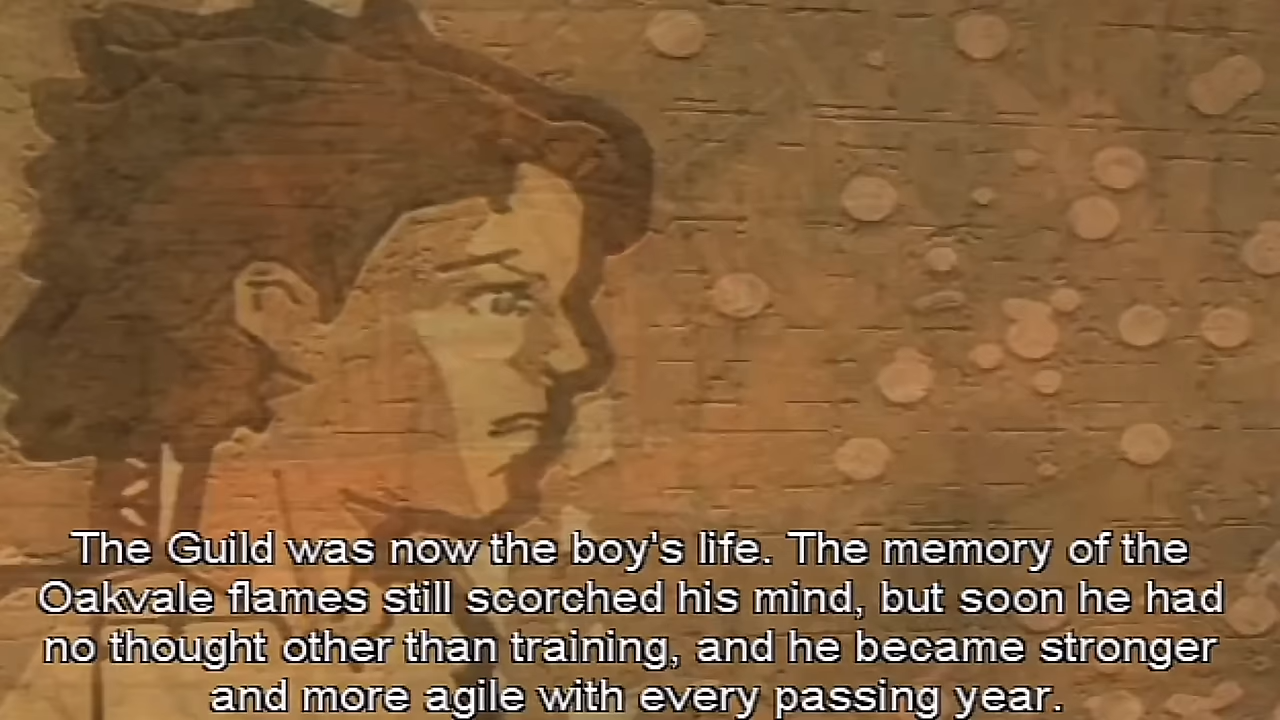 The Guild was now the boy's life. The memory of the
Oakvale flames still scorched his mind, but soon he had
no thought other than training, and he became stronger
and more agile with every passing year.